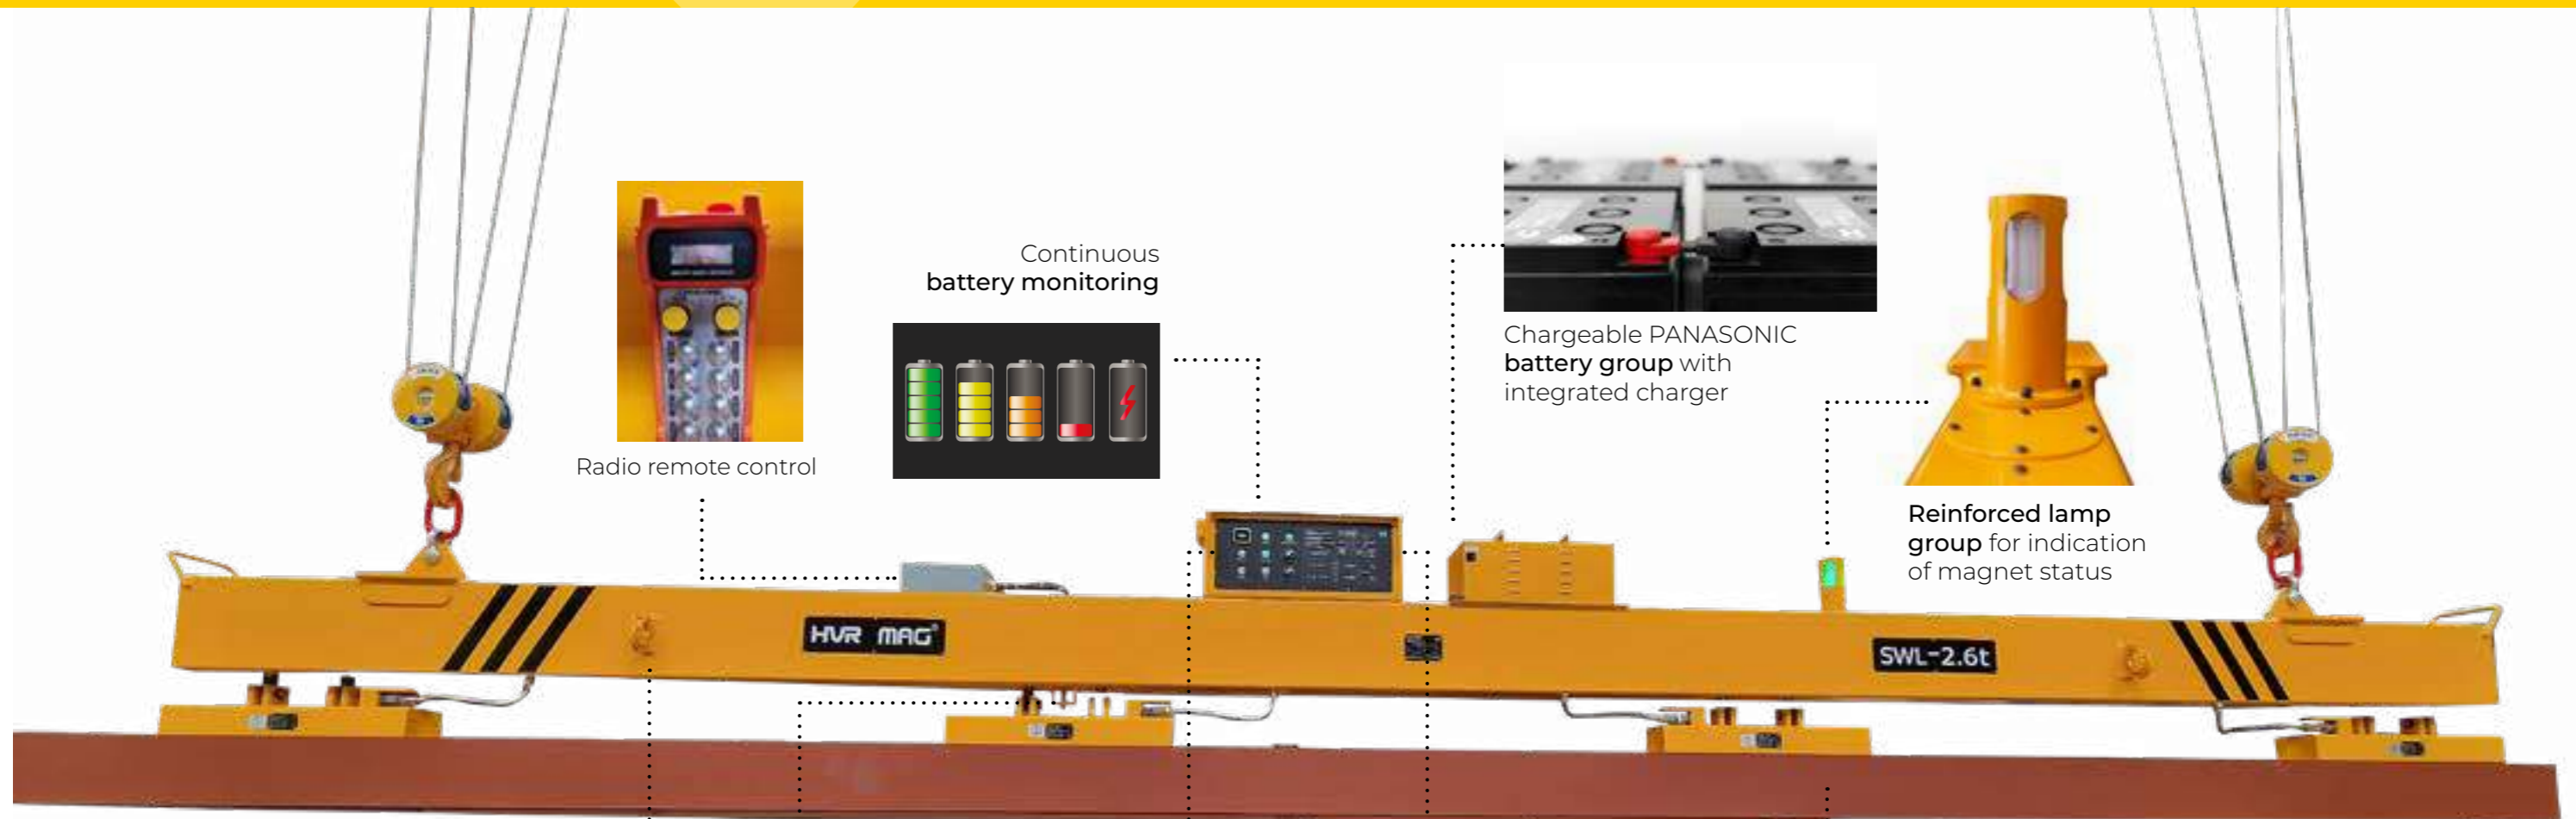 Continuous
battery monitoring
Chargeable PANASONIC
battery group with
integrated charger
Radio remote control
Reinforced lamp
group for indication
of magnet status
HVR MAG®
SWL-2.6t